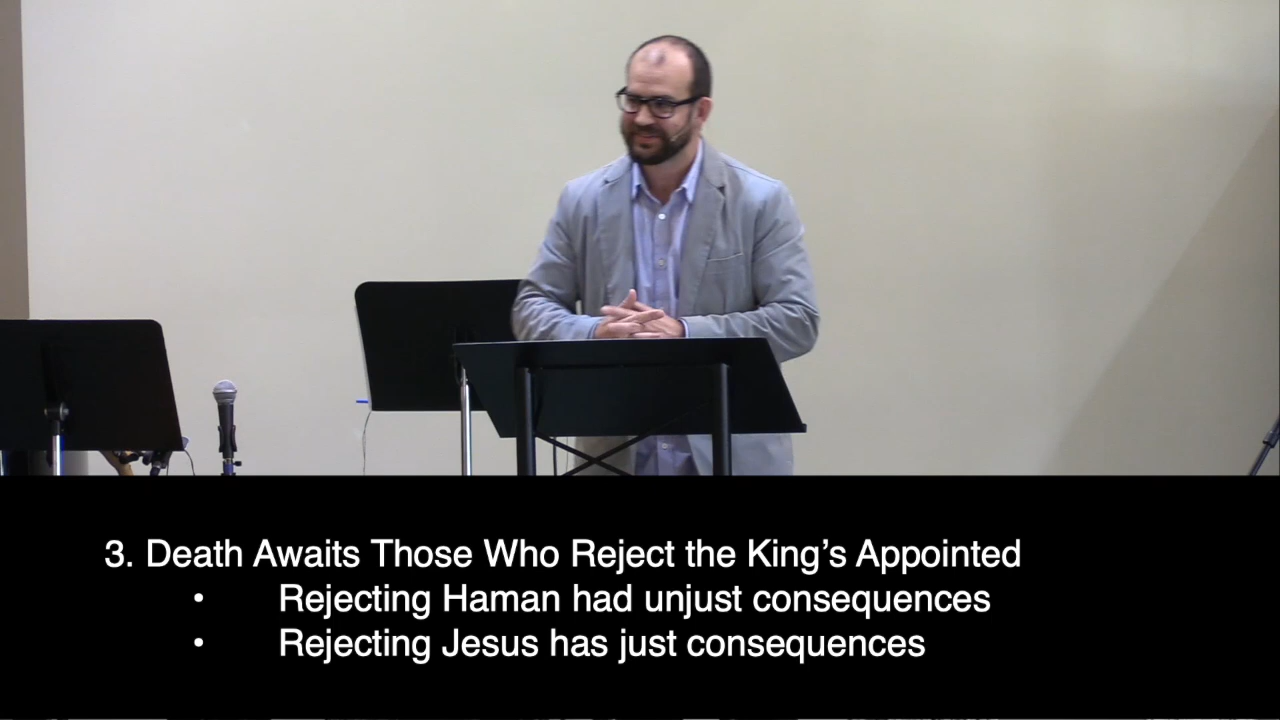 3. Death Awaits Those Who Reject the King’s Appointed
• Rejecting Haman had unjust consequences
• Rejecting Jesus has just consequences